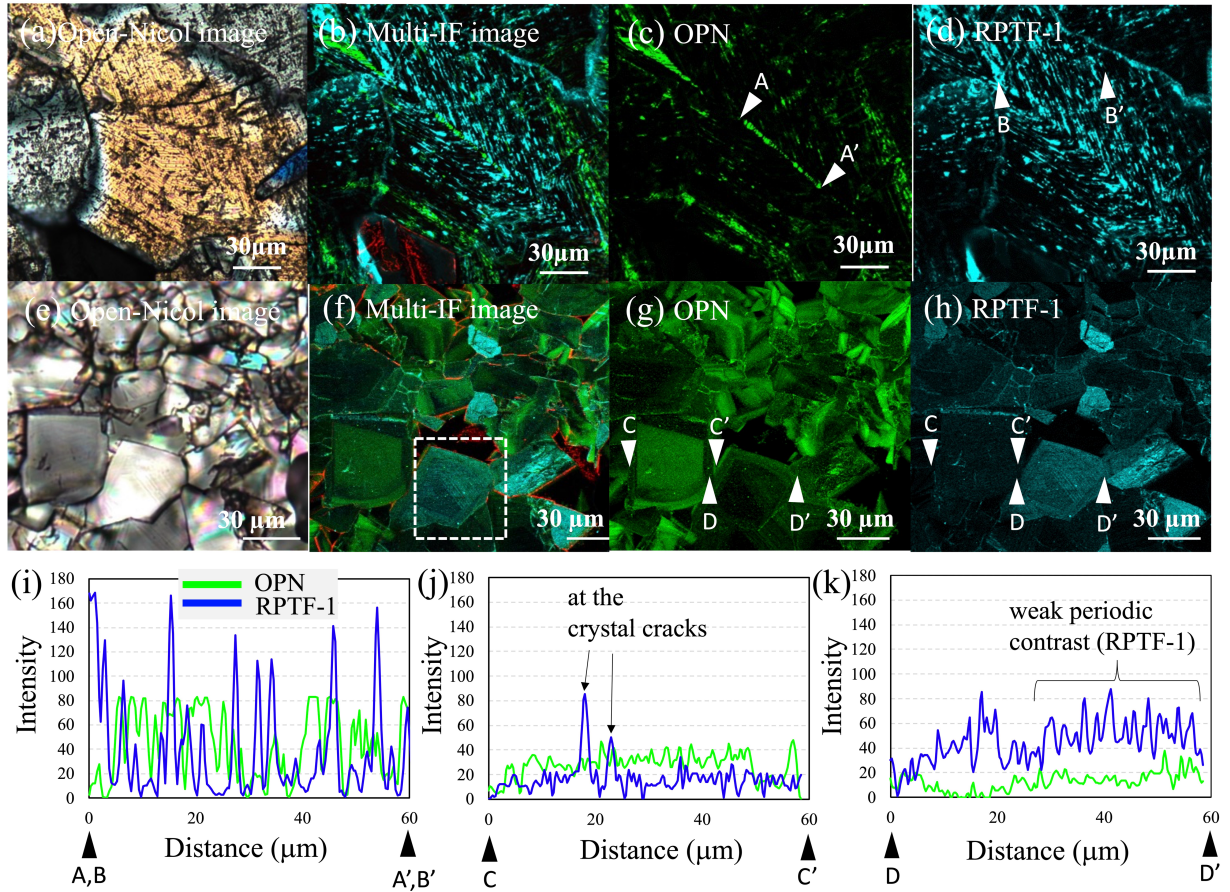 (a) Open-Nicol image
30µm
(b) Multi-IF image
30µm
(c) OPN
A
A’
30µm
(d) RPTF-1
B
B’
30µm
(e) Open-Nicol image
30 µm
(f) Multi-IF image
30 µm
(g) OPN
C
C’
D
D’
30 µm
(h) RPTF-1
C
C’
D
D’
30 µm
(i)
OPN
RPTF-1
Intensity
180
160
140
120
100
80
60
40
20
0
0
20
40
60
Distance (µm)
A,B
A’,B’
(j)
at the
crystal cracks
Intensity
180
160
140
120
100
80
60
40
20
0
0
20
40
60
Distance (µm)
C
C’
(k)
weak periodic
contrast (RPTF-1)
Intensity
180
160
140
120
100
80
60
40
20
0
0
20
40
60
Distance (µm)
D
D’